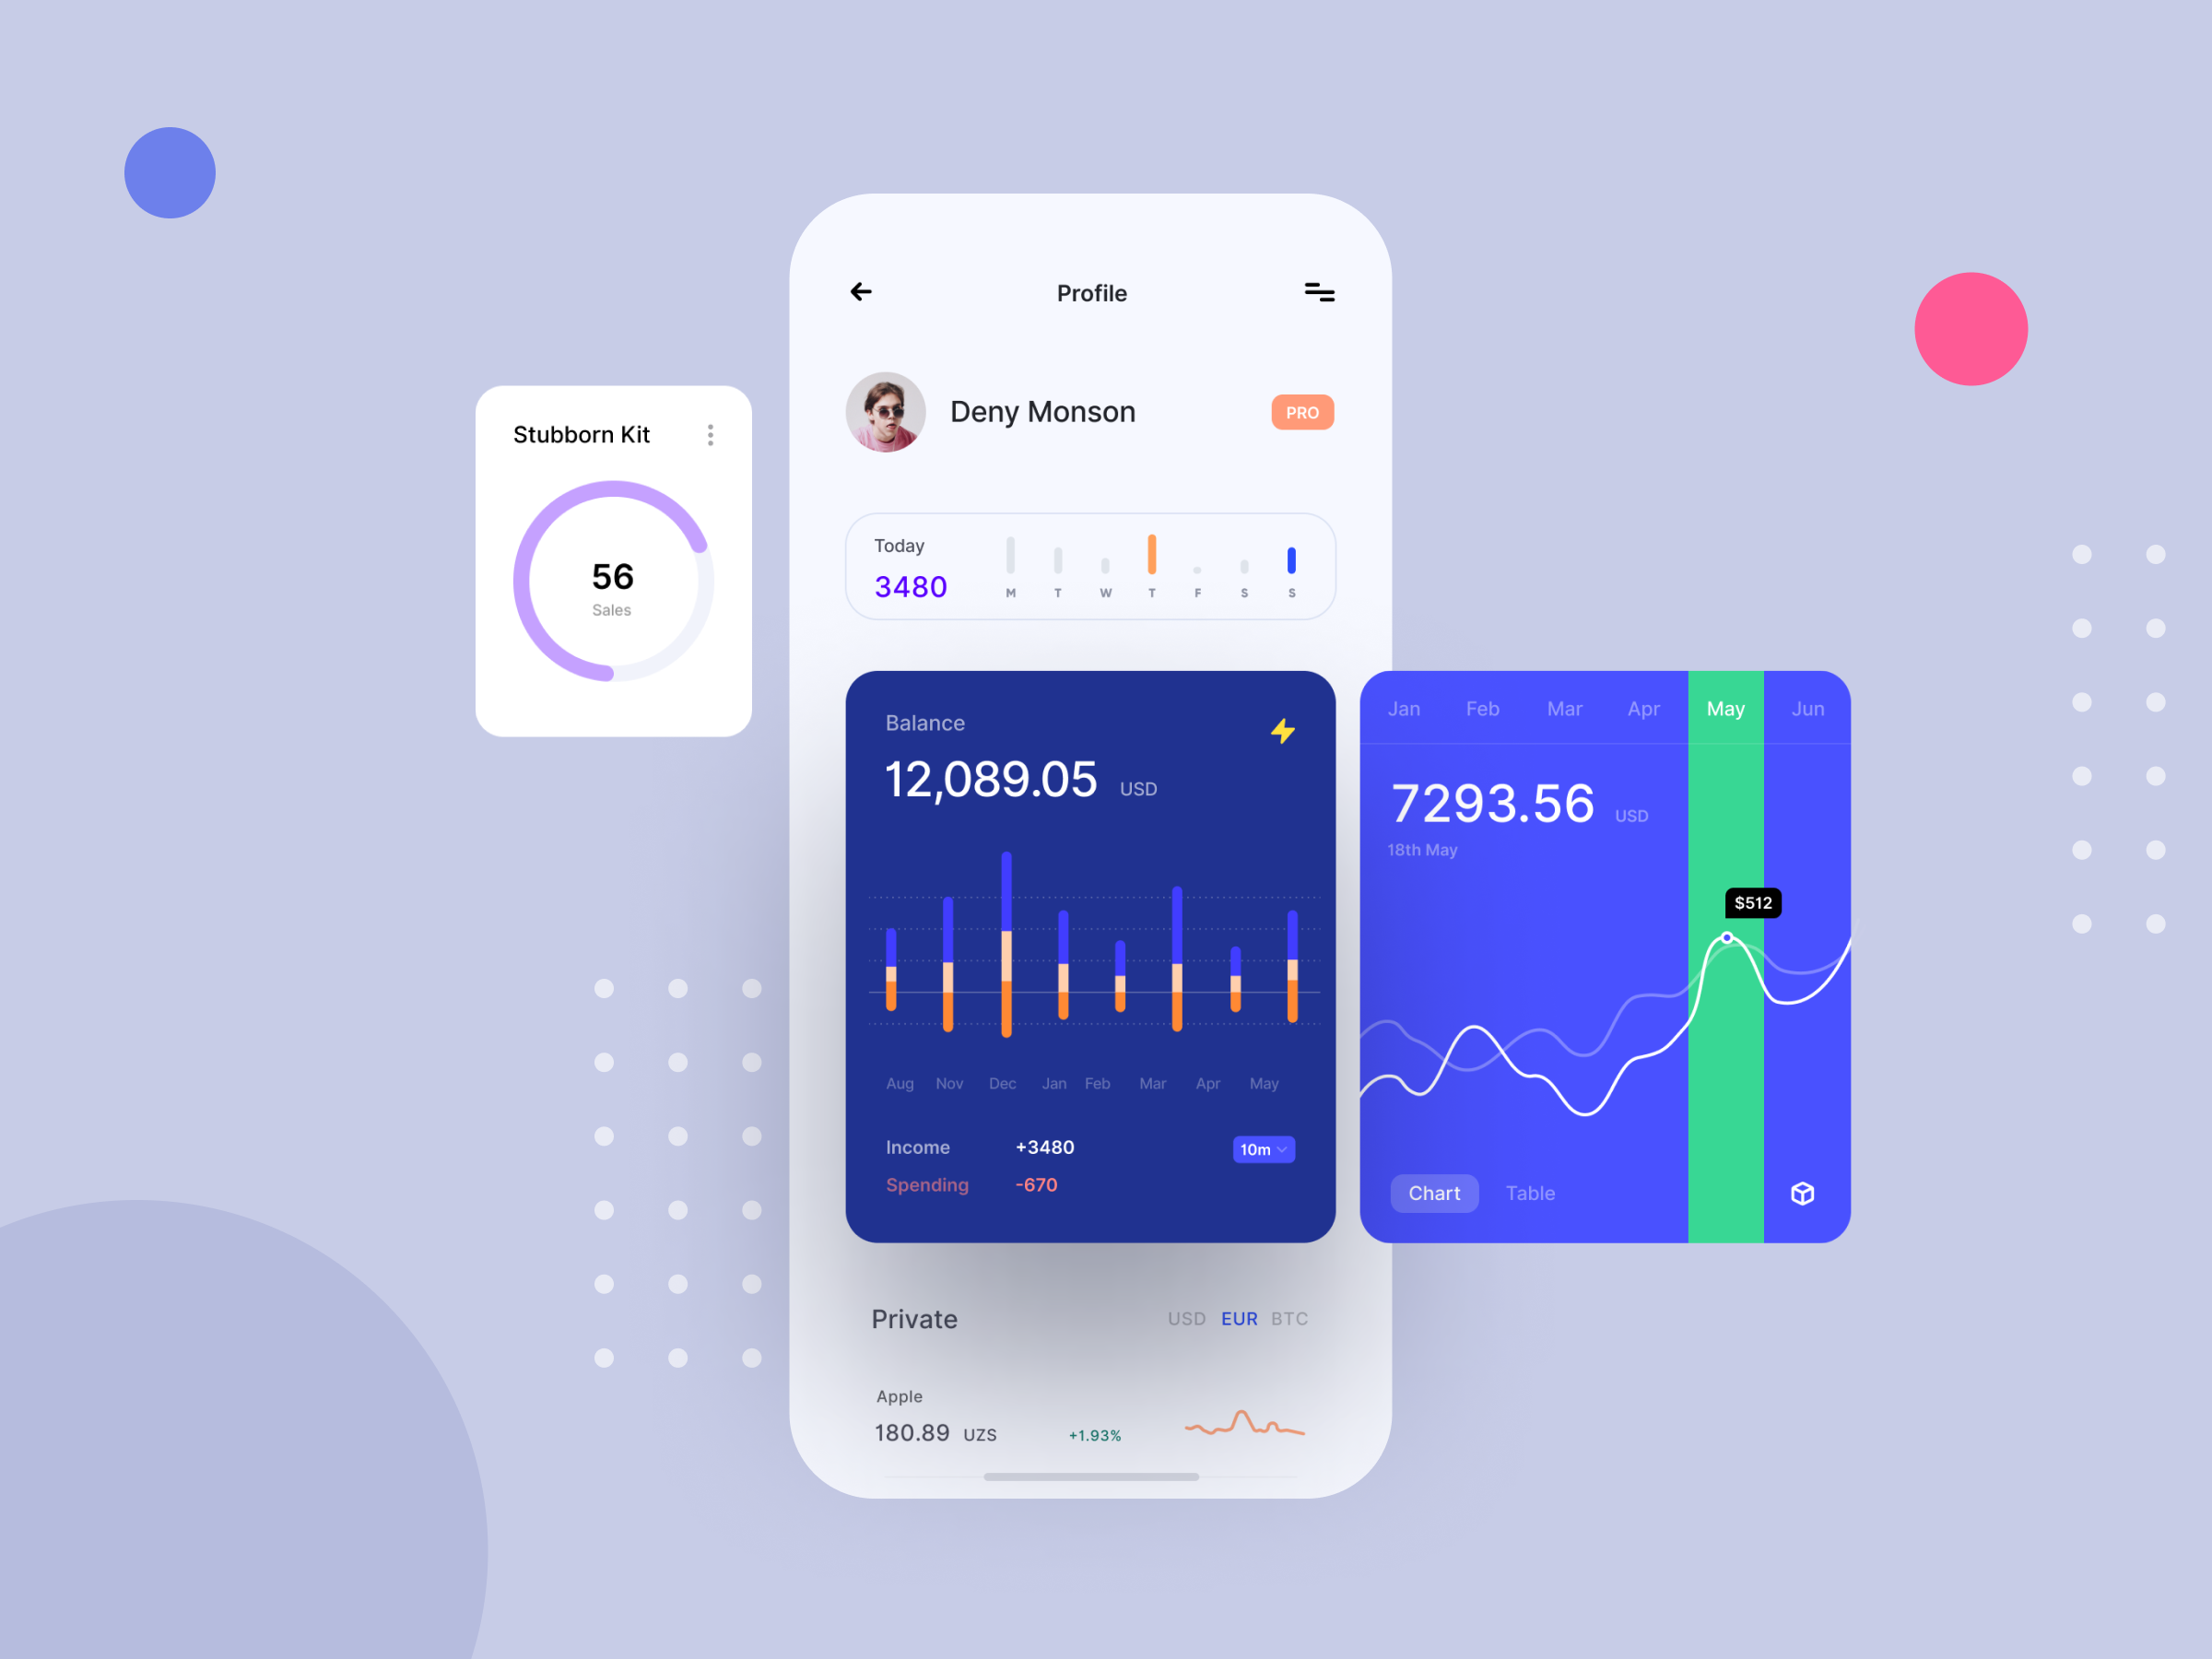 Profile
Deny Monson
PRO
Stubborn Kit
56
Sales
Today
3480
M T W T F S S
Balance
12,089.05 USD
Aug Nov Dec Jan Feb Mar Apr May
Income +3480
10m
Spending -670
Jan Feb Mar Apr May Jun
7293.56 USD
18th May
$512
Chart Table
Private
USD EUR BTC
Apple
180.89 UZS
+1.93%